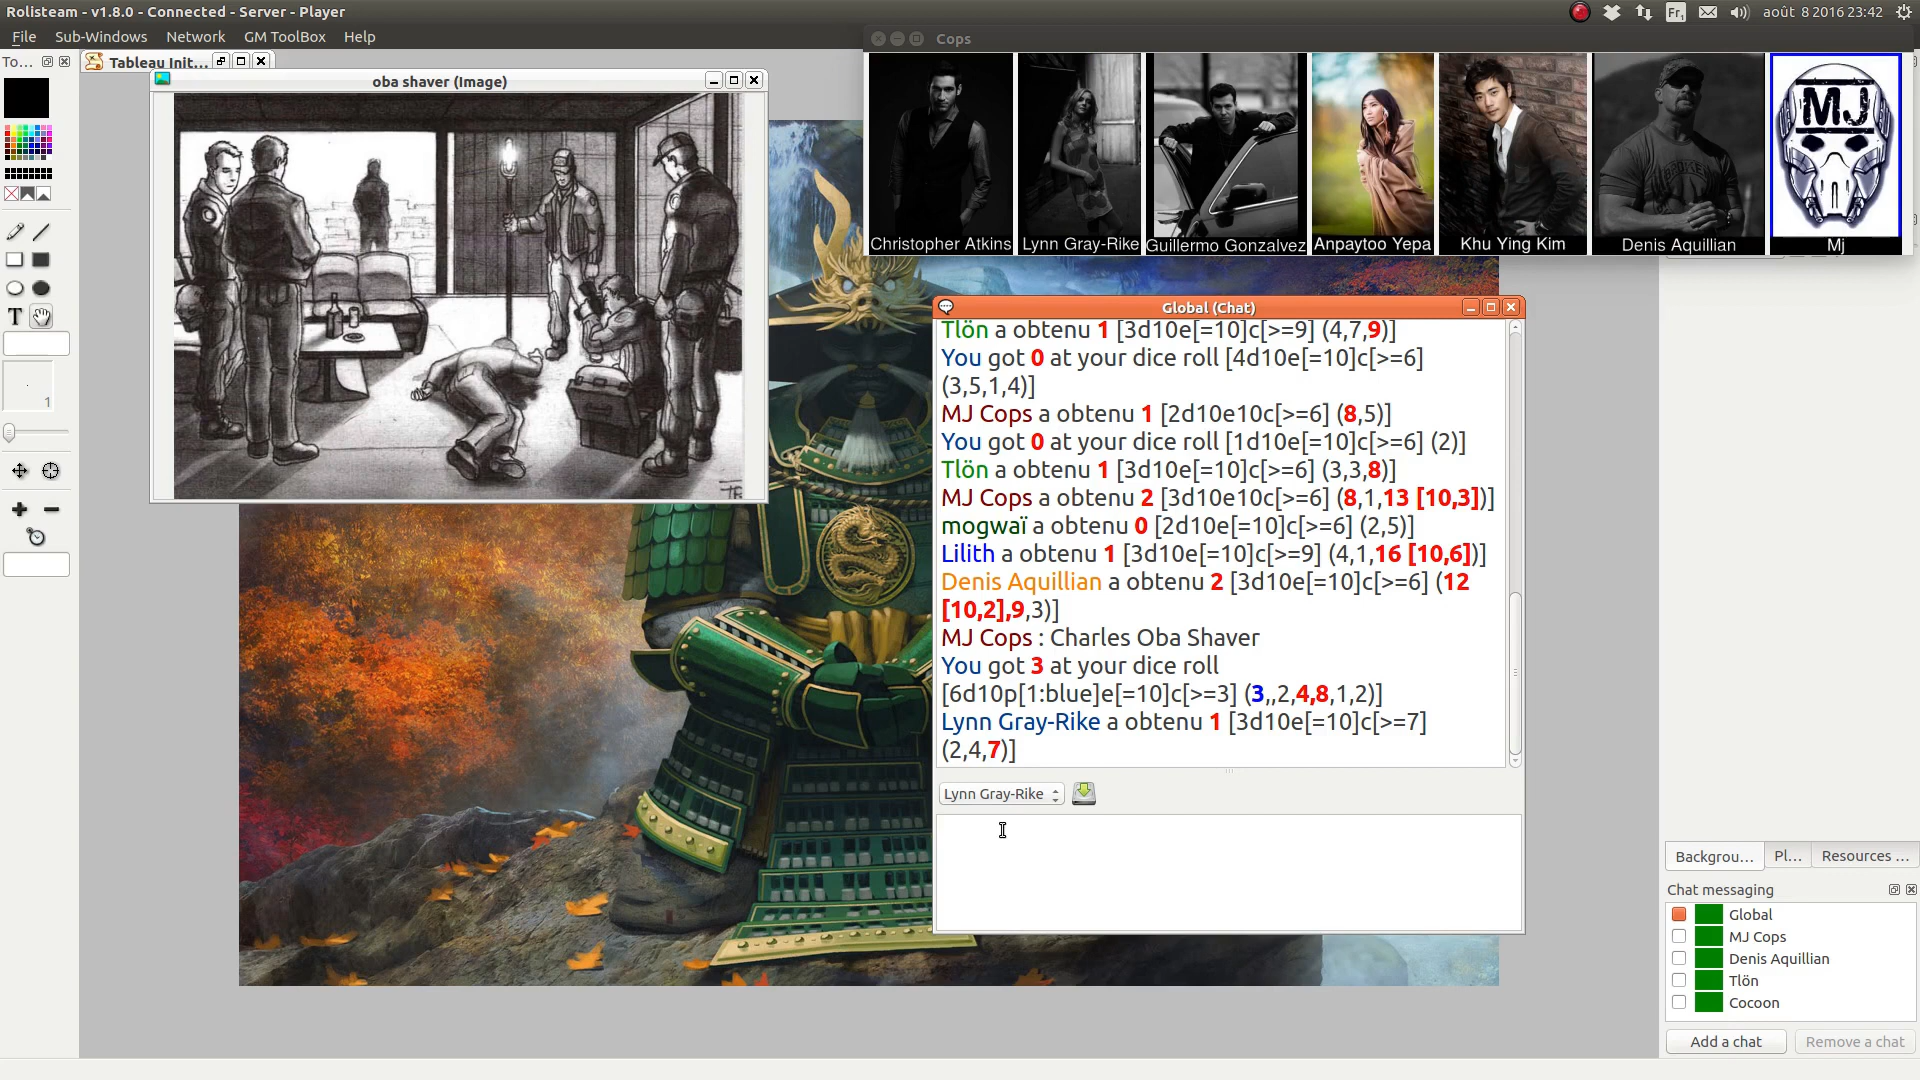 Rolisteam - v1.8.0 - Connected - Server - Player
Fr1
août 8 2016 23:42
File Sub-Windows Network GM ToolBox Help
To...
Tableau Init...
oba shaver (Image)
1
Cops
Christopher Atkins
Lynn Gray-Rike
Guillermo Gonzalvez
Anpaytoo Yepa
Khu Ying Kim
Denis Aquillian
MJ
Mj
Global (Chat)
Tlön a obtenu 1 [3d10e[=10]c[>=9] (4,7,9)]
You got 0 at your dice roll [4d10e[=10]c[>=6]
(3,5,1,4)]
MJ Cops a obtenu 1 [2d10e10c[>=6] (8,5)]
You got 0 at your dice roll [1d10e[=10]c[>=6] (2)]
Tlön a obtenu 1 [3d10e[=10]c[>=6] (3,3,8)]
MJ Cops a obtenu 2 [3d10e10c[>=6] (8,1,13 [10,3])]
mogwaï a obtenu 0 [2d10e[=10]c[>=6] (2,5)]
Lilith a obtenu 1 [3d10e[=10]c[>=9] (4,1,16 [10,6])]
Denis Aquillian a obtenu 2 [3d10e[=10]c[>=6] (12
[10,2],9,3)]
MJ Cops : Charles Oba Shaver
You got 3 at your dice roll
[6d10p[1:blue]e[=10]c[>=3] (3,,2,4,8,1,2)]
Lynn Gray-Rike a obtenu 1 [3d10e[=10]c[>=7]
(2,4,7)]
Lynn Gray-Rike
T
Backgrou... Pl... Resources ...
Chat messaging
Global
MJ Cops
Denis Aquillian
Tlön
Cocoon
Add a chat Remove a chat